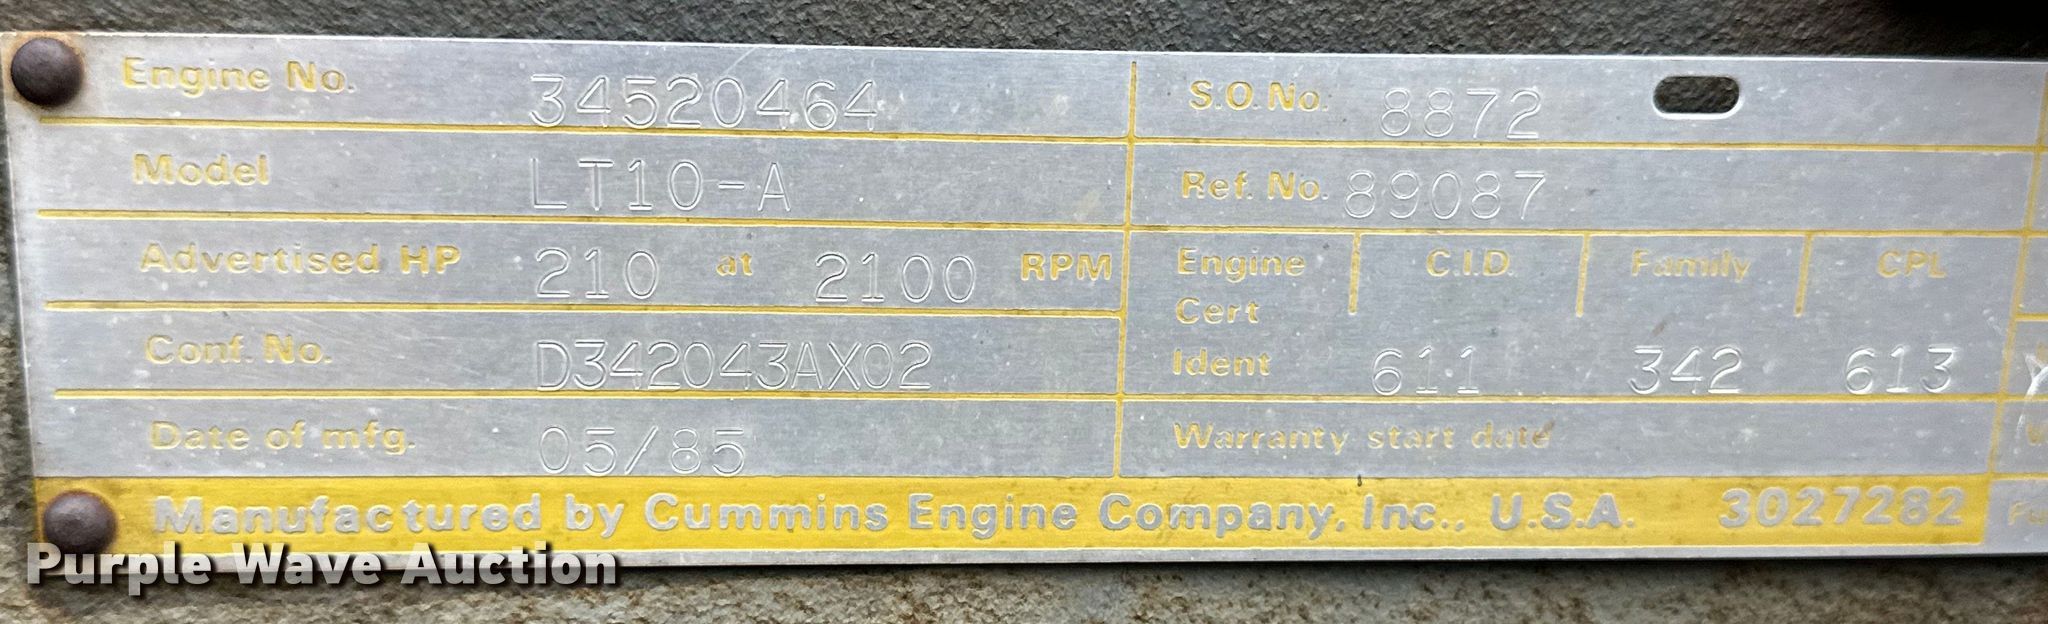 Engine No. 34520464
Model LT10-A
Advertised HP 210 at 2100 RPM
Conf. No. D342043AX02
Date of mfg. 05/85
S.O. No. 8872
Ref. No. 89087
Engine Cert Ident
C.I.D. Family CPL
611 342 613
Warranty start date
Manufactured by Cummins Engine Company, Inc., U.S.A. 3027282
Purple Wave Auction